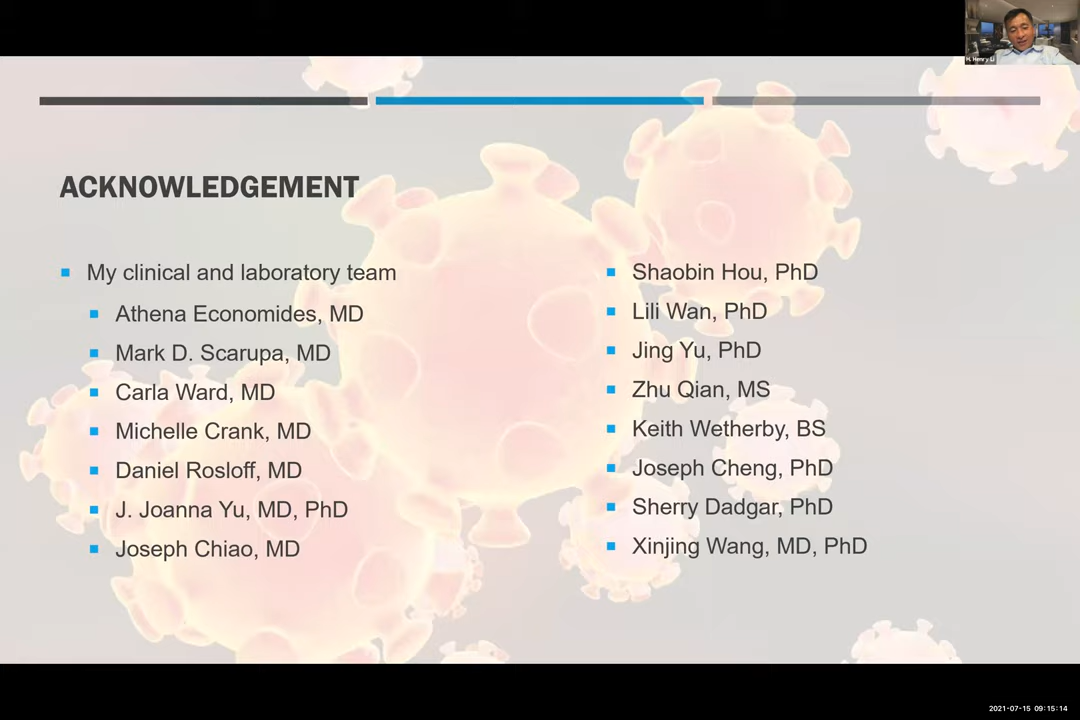 H. Henry Li
ACKNOWLEDGEMENT
My clinical and laboratory team
Athena Economides, MD
Mark D. Scarupa, MD
Carla Ward, MD
Michelle Crank, MD
Daniel Rosloff, MD
J. Joanna Yu, MD, PhD
Joseph Chiao, MD
Shaobin Hou, PhD
Lili Wan, PhD
Jing Yu, PhD
Zhu Qian, MS
Keith Wetherby, BS
Joseph Cheng, PhD
Sherry Dadgar, PhD
Xinjing Wang, MD, PhD
2021-07-15 09:15:14